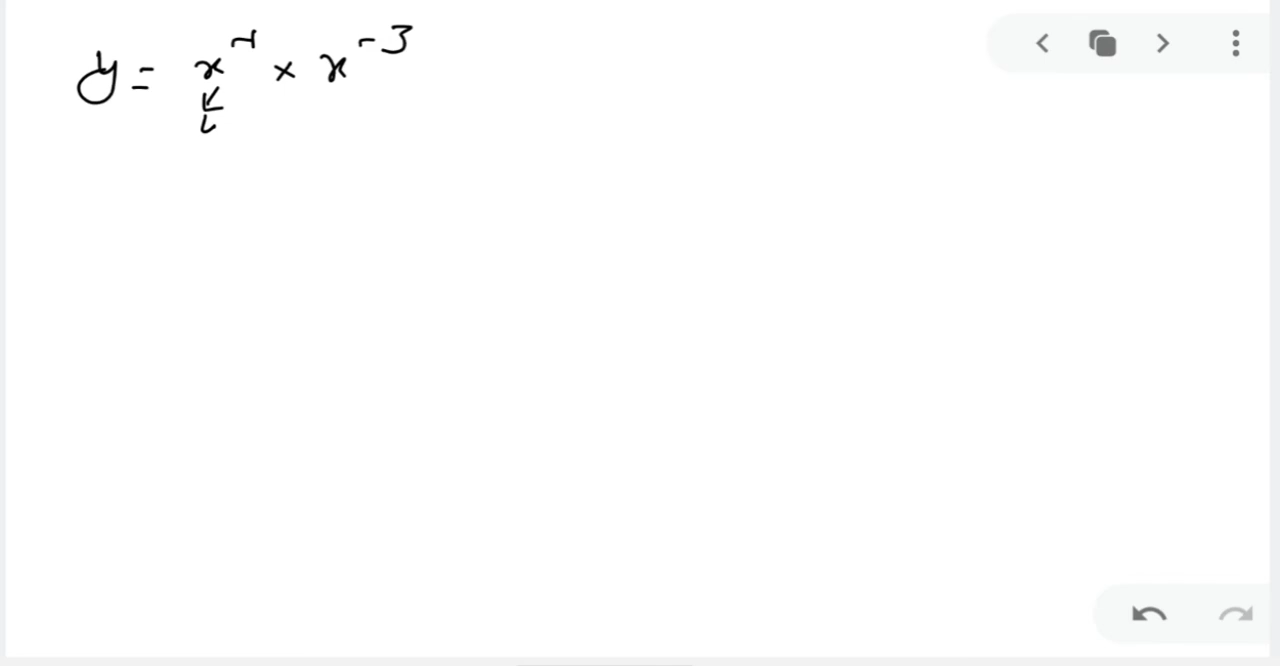 y = x⁻¹ × x⁻³